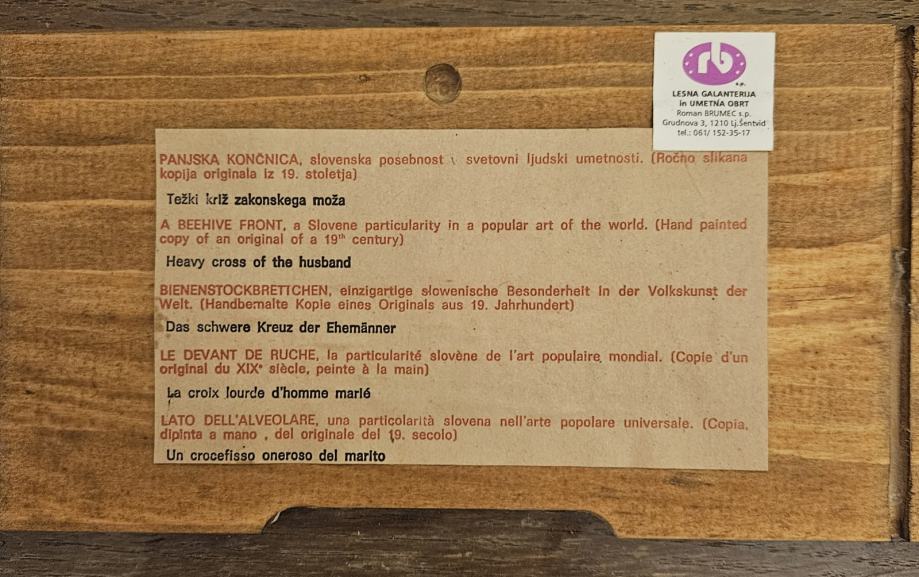 rb
s.p.
LESNA GALANTERIJA
in UMETNA OBRT
Roman BRUMEC s.p.
Grudnova 3, 1210 Lj.Šentvid
tel.: 061/ 152-35-17
PANJSKA KONČNICA, slovenska posebnost v svetovni ljudski umetnosti. (Ročno slikana
kopija originala iz 19. stoletja)
Težki križ zakonskega moža
A BEEHIVE FRONT, a Slovene particularity in a popular art of the world. (Hand painted
copy of an original of a 19th century)
Heavy cross of the husband
BIENENSTOCKBRETTCHEN, einzigartige slowenische Besonderheit in der Volkskunst der
Welt. (Handbemalte Kopie eines Originals aus 19. Jahrhundert)
Das schwere Kreuz der Ehemänner
LE DEVANT DE RUCHE, la particularité slovène de l'art populaire mondial. (Copie d'un
original du XIXe siècle, peinte à la main)
La croix lourde d'homme marié
LATO DELL'ALVEOLARE, una particolarità slovena nell'arte popolare universale. (Copia,
dipinta a mano , del originale del 19. secolo)
Un crocefisso oneroso del marito